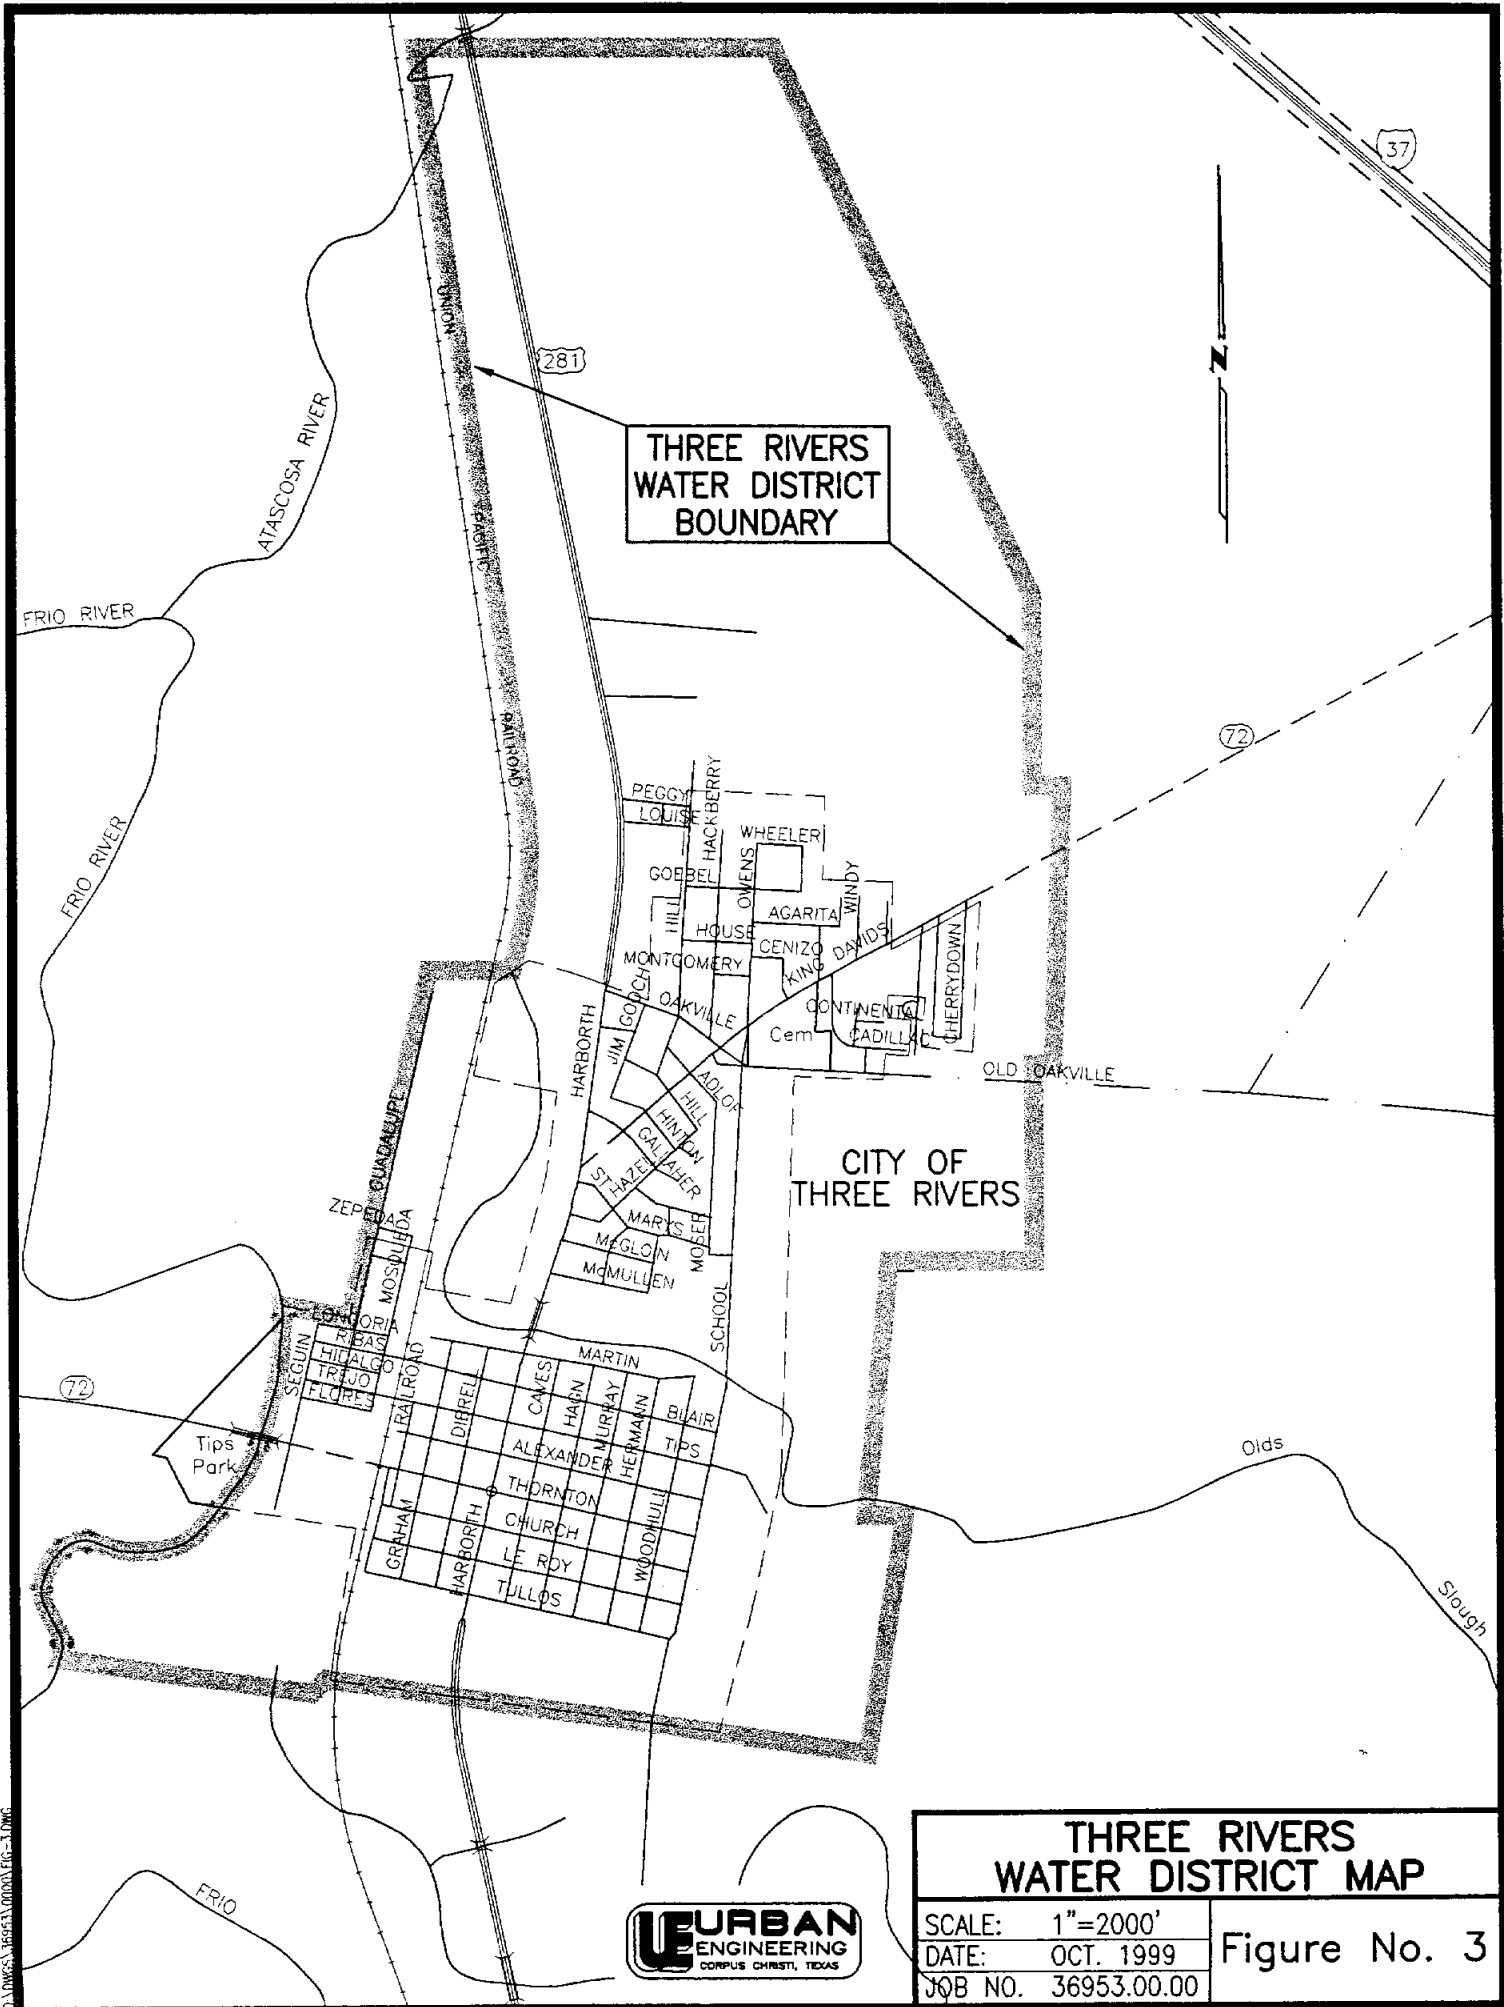 37
281
UNION
THREE RIVERS
WATER DISTRICT
BOUNDARY
N
ATASCOSA RIVER
PACIFIC
FRIO RIVER
RAILROAD
72
FRIO RIVER
PEGGY
LOUISE
HACKBERRY
WHEELER
GOEBEL
OWENS
WINDY
HILL
AGARITA
HOUSE
CENIZO
KING DAVIDS
MONTGOMERY
CHERRYDOWN
JIM GOOCH
OAKVILLE
CONTINENTAL
Cem
CADILLAC
HARBORTH
OLD OAKVILLE
ADLOF
HILL
HINTON
GALLAHER
GUADALUPE
CITY OF
THREE RIVERS
ST HAZEL
ZEPEDA
MOSQUEDA
MARYS
MOSER
McGLOIN
McMULLEN
SCHOOL
LONGORIA
RIBAS
HIDALGO
TREJO
FLORES
SEGUIN
RAILROAD
MARTIN
DIBRELL
CAVES
HAGN
MURRAY
HERMANN
BLAIR
TIPS
72
Tips
Park
ALEXANDER
THORNTON
CHURCH
LE ROY
TULLOS
GRAHAM
HARBORTH
WOODHULL
Olds
Slough
FRIO
UE URBAN
ENGINEERING
CORPUS CHRISTI, TEXAS
THREE RIVERS
WATER DISTRICT MAP
SCALE: 1"=2000'
DATE: OCT. 1999
JOB NO. 36953.00.00
Figure No. 3